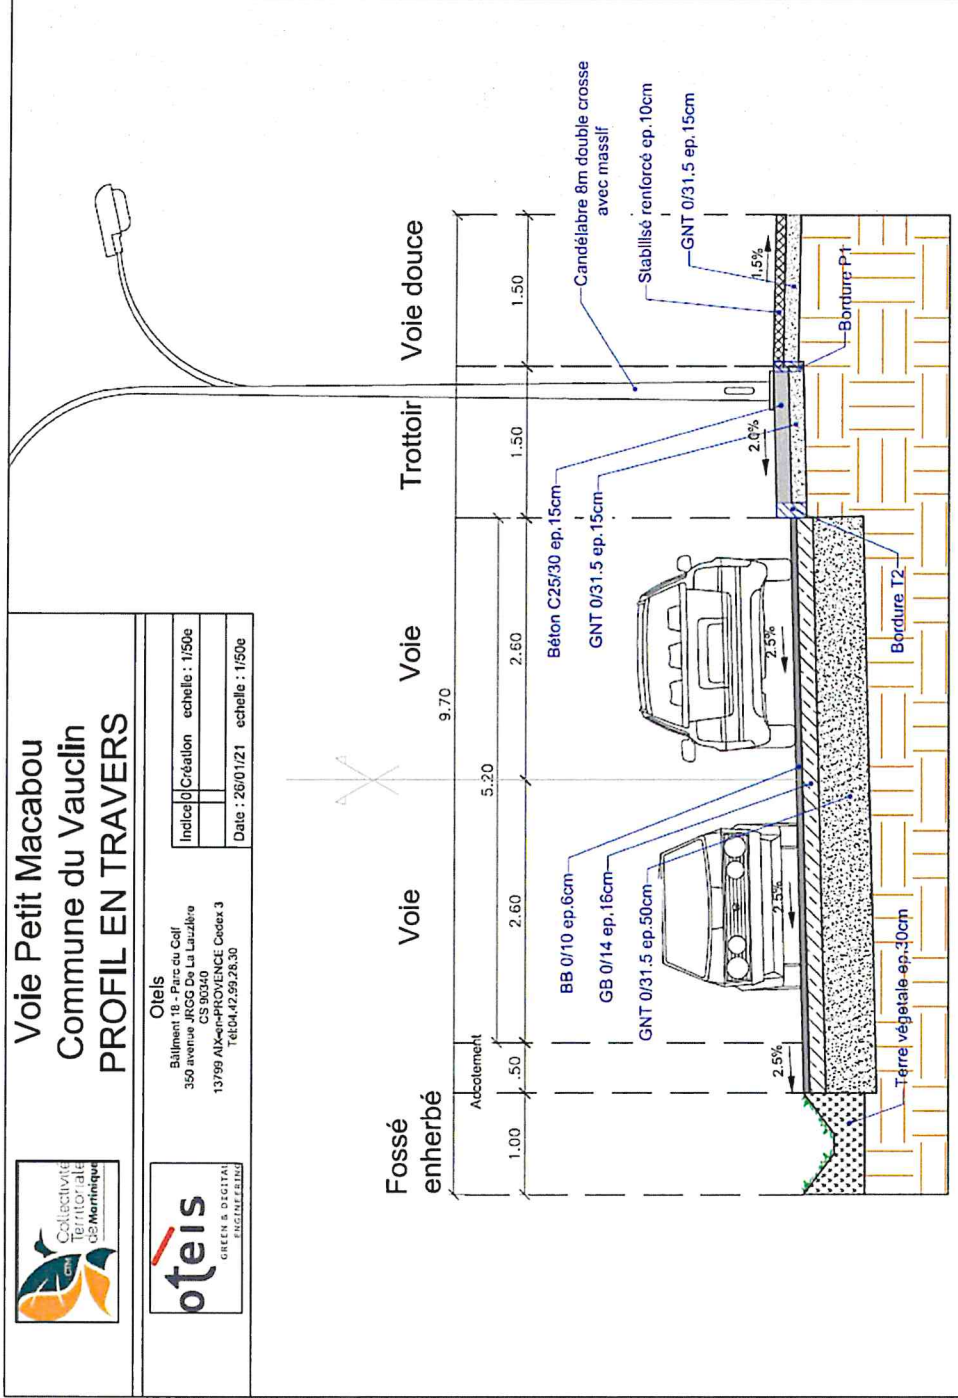 Voie Petit Macabou
Commune du Vauclin
PROFIL EN TRAVERS
CTM
Collectivité
Territoriale
de Martinique
oteis
GREEN & DIGITAL
ENGINEERING
Oteis
Bâtiment 18 - Parc du Golf
350 avenue JRGG De La Lauzière
CS 90340
13799 AIX-en-PROVENCE Cedex 3
Tél:04.42.99.28.30
Indice 0 Création echelle : 1/50e
Date : 26/01/21 echelle : 1/50e
Fossé
enherbé
Voie
Voie
Trottoir
Voie douce
9.70
Accotement
5.20
1.00
.50
2.60
2.60
1.50
1.50
Candélabre 8m double crosse
avec massif
Stabilisé renforcé ep.10cm
GNT 0/31.5 ep.15cm
Béton C25/30 ep.15cm
GNT 0/31.5 ep.15cm
BB 0/10 ep.6cm
GB 0/14 ep.16cm
GNT 0/31.5 ep.50cm
2.5%
2.5%
2.5%
2.0%
1.5%
Terre végetale ep.30cm
Bordure T2
Bordure P1